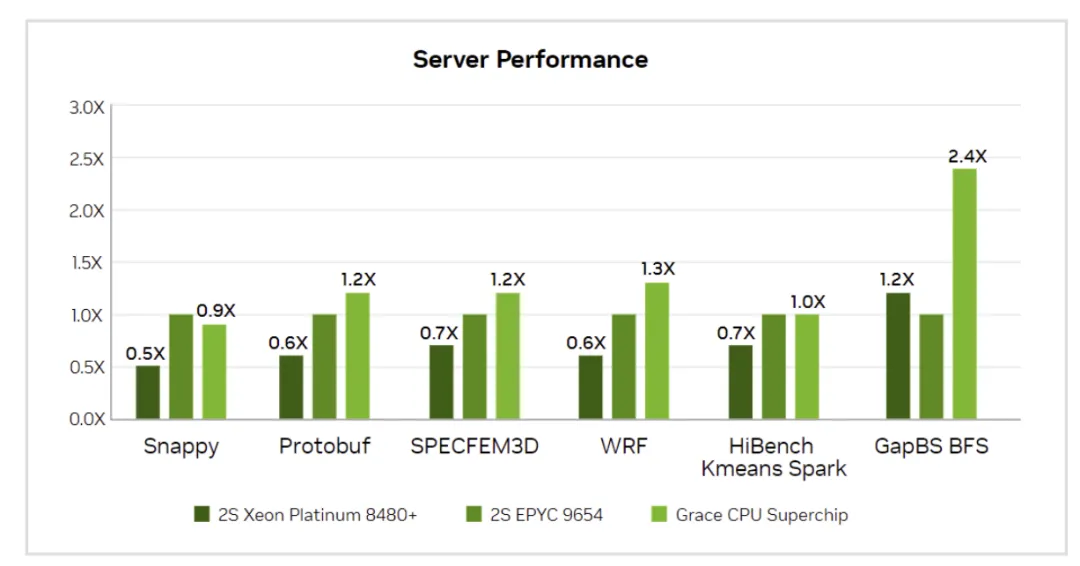 Server Performance
3.0X
2.5X
2.0X
1.5X
1.0X
0.5X
0.0X
0.5X
0.9X
0.6X
1.2X
0.7X
1.2X
0.6X
1.3X
0.7X
1.0X
1.2X
2.4X
Snappy
Protobuf
SPECFEM3D
WRF
HiBench
Kmeans Spark
GapBS BFS
2S Xeon Platinum 8480+
2S EPYC 9654
Grace CPU Superchip